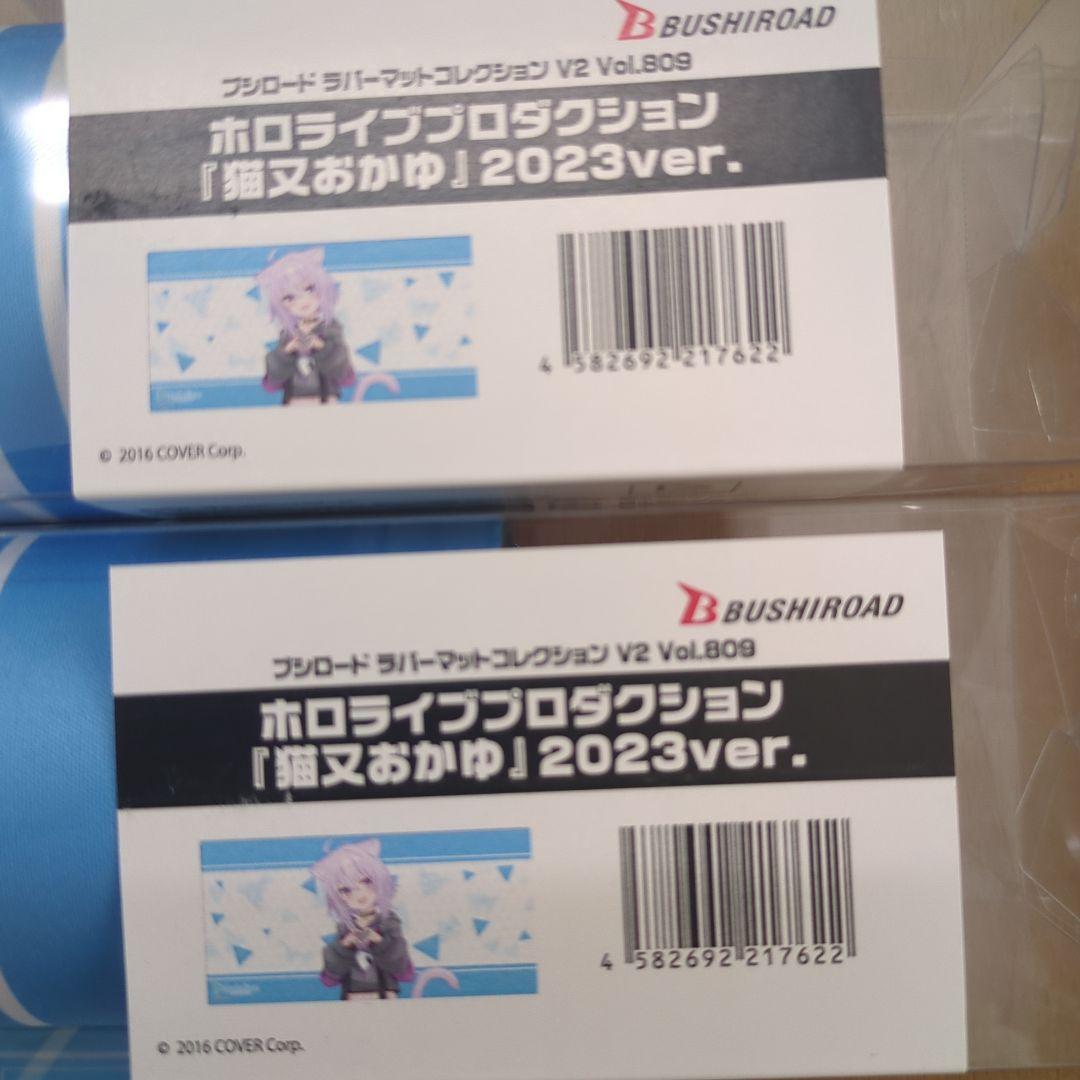 BUSHIROAD
ブシロード ラバーマットコレクション V2 Vol.809
ホロライブプロダクション
『猫又おかゆ』2023ver.
4 582692 217622
© 2016 COVER Corp.
BUSHIROAD
ブシロード ラバーマットコレクション V2 Vol.809
ホロライブプロダクション
『猫又おかゆ』2023ver.
4 582692 217622
© 2016 COVER Corp.